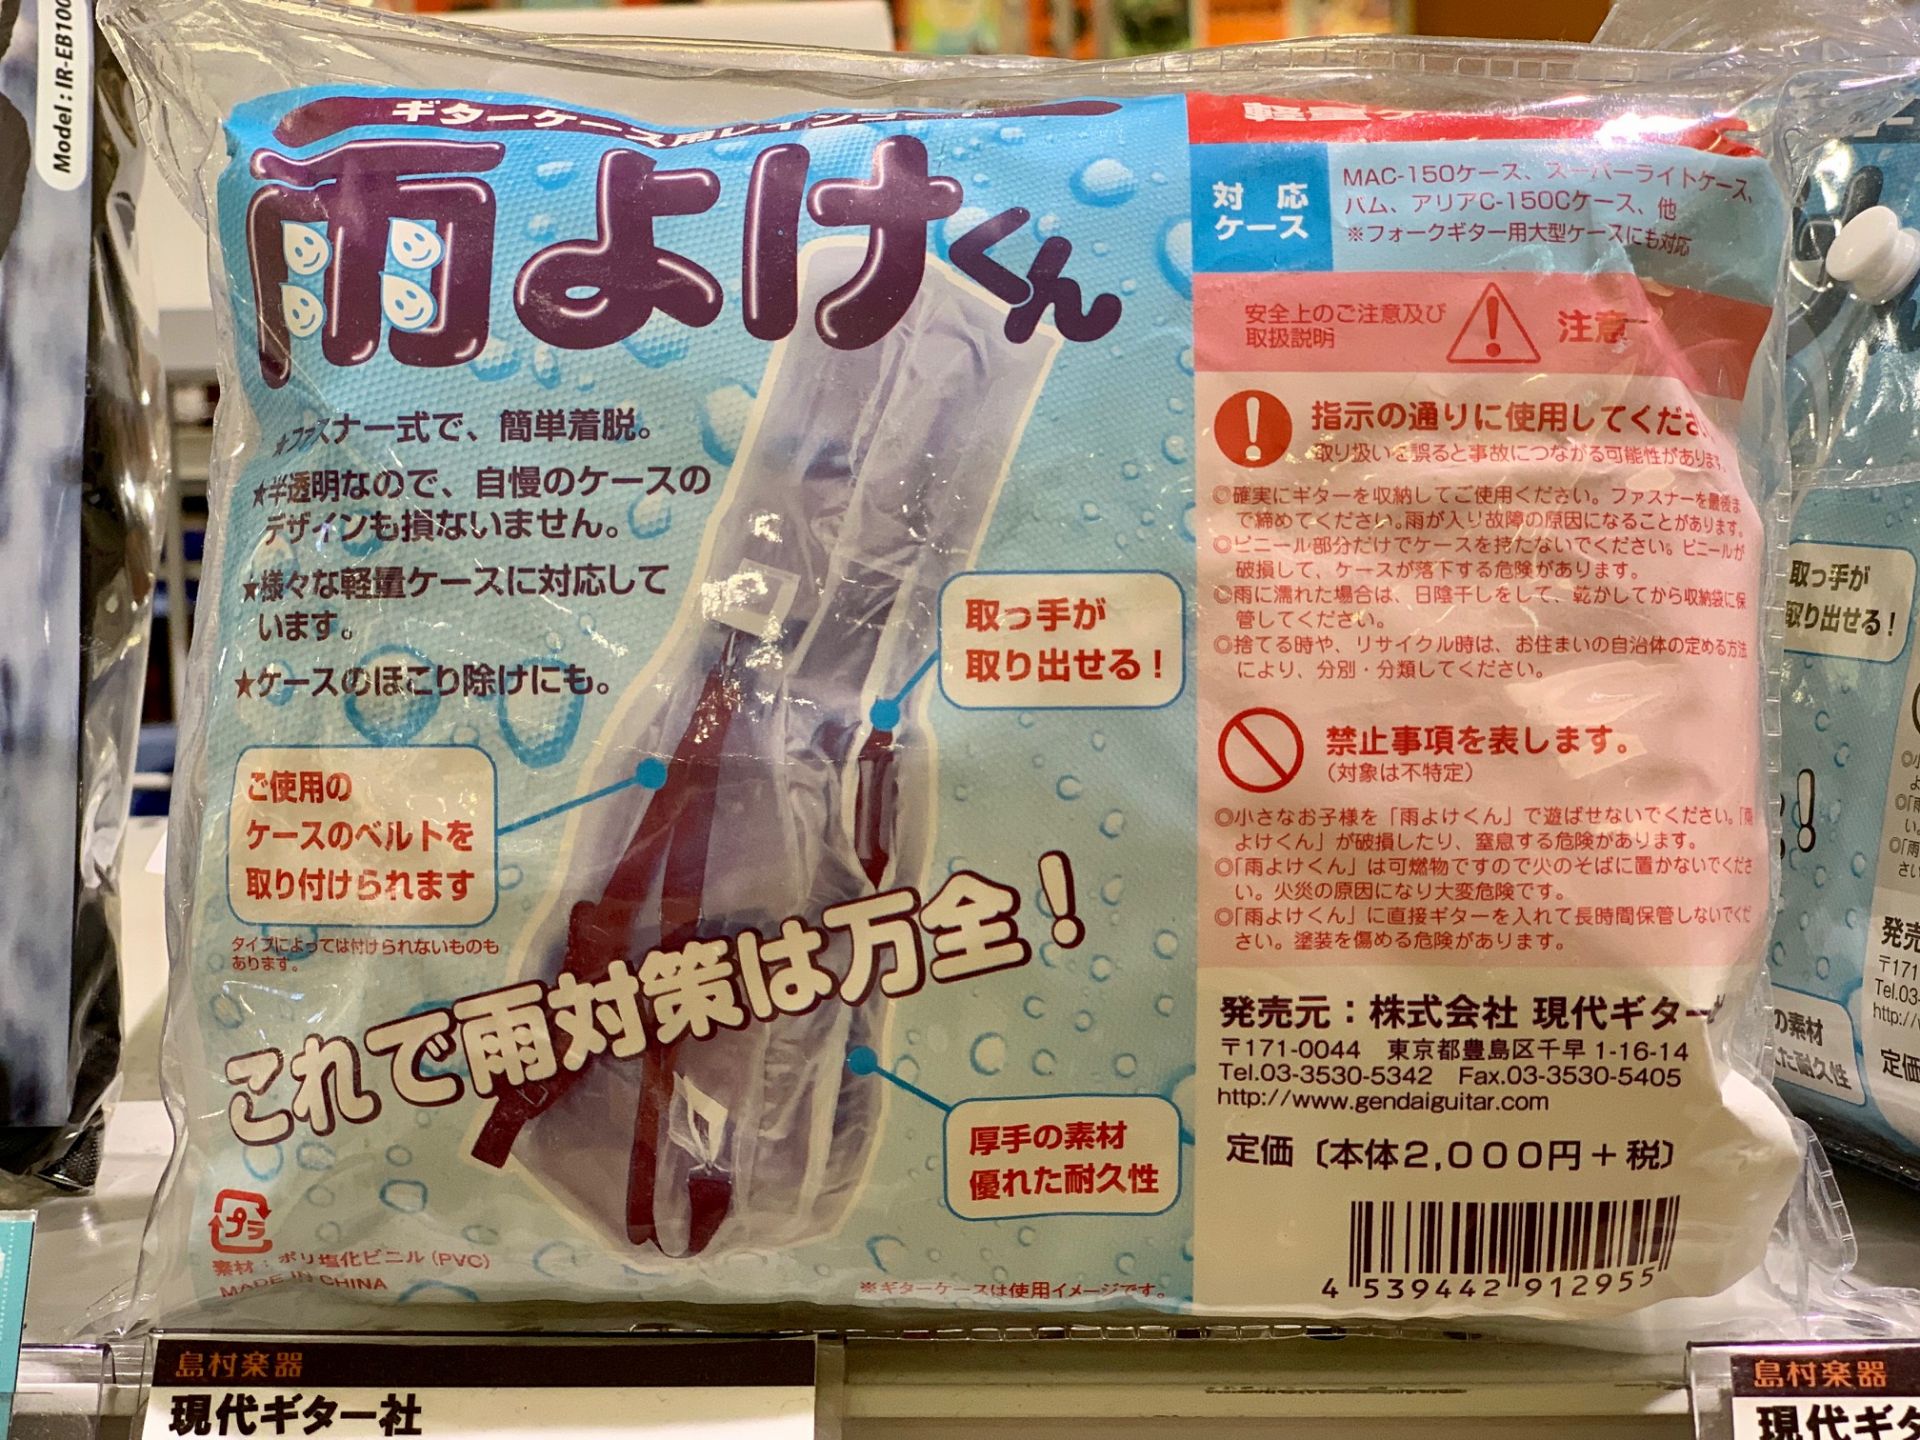 Model : IR-EB100
ギターケース用レインコート
雨よけくん
★ファスナー式で、簡単着脱。
★半透明なので、自慢のケースの
デザインも損ないません。
★様々な軽量ケースに対応して
います。
★ケースのほこり除けにも。
取っ手が
取り出せる!
ご使用の
ケースのベルトを
取り付けられます
タイプによっては付けられないものも
あります。
これで雨対策は万全!
厚手の素材
優れた耐久性
プラ
素材:ポリ塩化ビニル(PVC)
MADE IN CHINA
※ギターケースは使用イメージです。
軽量ケー
対応
ケース
MAC-150ケース、スーパーライトケース、
バム、アリアC-150Cケース、他
※フォークギター用大型ケースにも対応
安全上のご注意及び
取扱説明
注意
指示の通りに使用してくださ
取り扱いを誤ると事故につながる可能性があります。
◎確実にギターを収納してご使用ください。ファスナーを最後ま
で締めてください。雨が入り故障の原因になることがあります。
◎ビニール部分だけでケースを持たないでください。ビニールが
破損して、ケースが落下する危険があります。
◎雨に濡れた場合は、日陰干しをして、乾かしてから収納袋に保
管してください。
◎捨てる時や、リサイクル時は、お住まいの自治体の定める方法
により、分別・分類してください。
禁止事項を表します。
(対象は不特定)
◎小さなお子様を「雨よけくん」で遊ばせないでください。「雨
よけくん」が破損したり、窒息する危険があります。
◎「雨よけくん」は可燃物ですので火のそばに置かないでくださ
い。火災の原因になり大変危険です。
◎「雨よけくん」に直接ギターを入れて長時間保管しないでくだ
さい。塗装を傷める危険があります。
発売元:株式会社 現代ギター社
〒171-0044 東京都豊島区千早 1-16-14
Tel.03-3530-5342 Fax.03-3530-5405
http://www.gendaiguitar.com
定価〔本体2,000円+税〕
4 539442 912955
取っ手が
取り出せる!
!
の素材
た耐久性
発売
〒171
Tel.03-
http://
定価
島村楽器
現代ギター社
島村楽器
現代ギタ